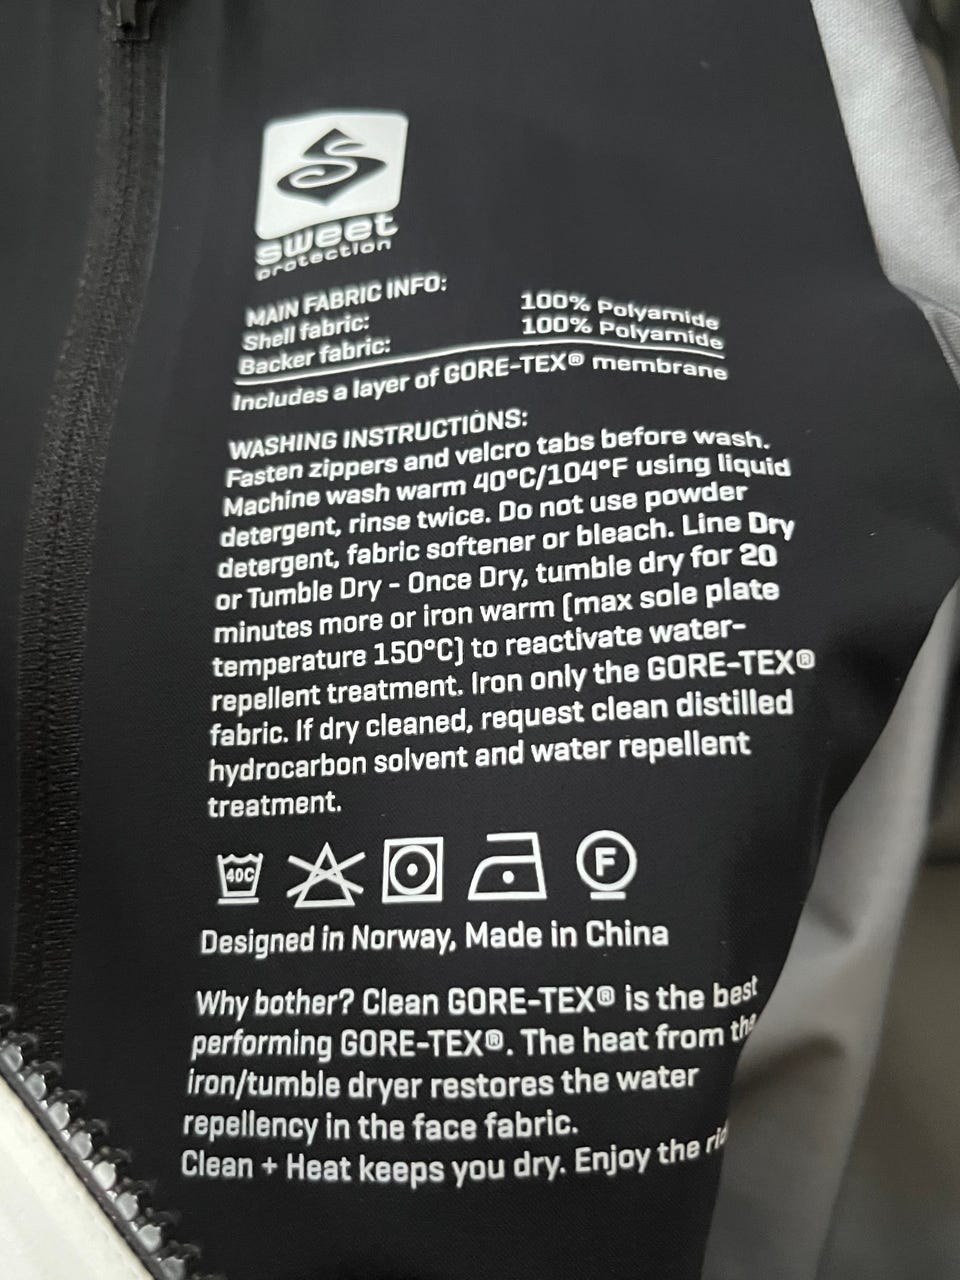 sweet
protection
MAIN FABRIC INFO:
Shell fabric: 100% Polyamide
Backer fabric: 100% Polyamide
Includes a layer of GORE-TEX® membrane
WASHING INSTRUCTIONS:
Fasten zippers and velcro tabs before wash.
Machine wash warm 40°C/104°F using liquid
detergent, rinse twice. Do not use powder
detergent, fabric softener or bleach. Line Dry
or Tumble Dry - Once Dry, tumble dry for 20
minutes more or iron warm (max sole plate
temperature 150°C) to reactivate water-
repellent treatment. Iron only the GORE-TEX®
fabric. If dry cleaned, request clean distilled
hydrocarbon solvent and water repellent
treatment.
40C F
Designed in Norway, Made in China
Why bother? Clean GORE-TEX® is the best
performing GORE-TEX®. The heat from the
iron/tumble dryer restores the water
repellency in the face fabric.
Clean + Heat keeps you dry. Enjoy the